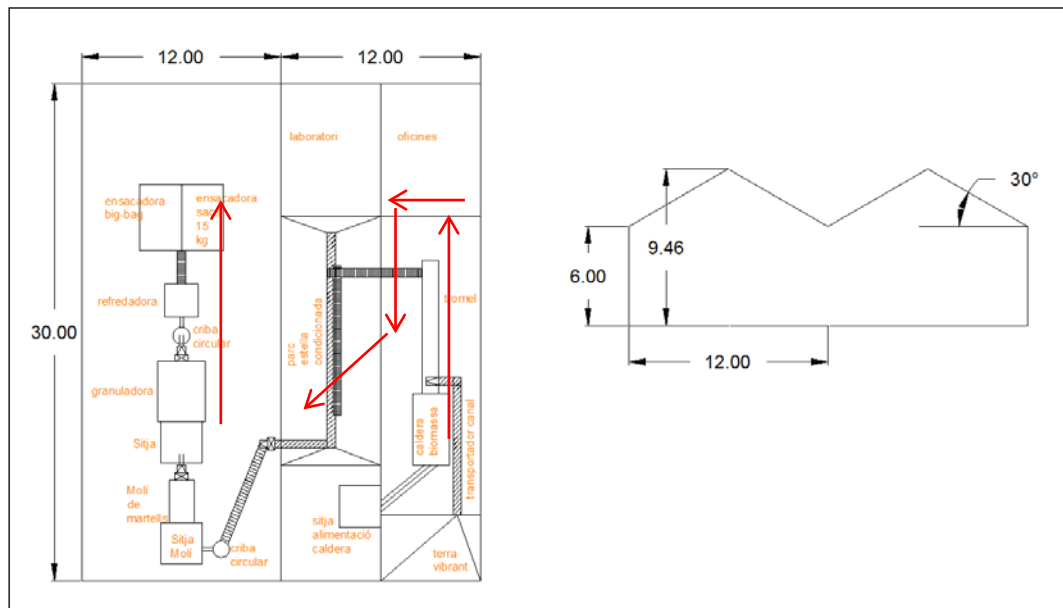 12.00
12.00
30.00
laboratori
oficines
ensacadora
big-bag
ensacadora
sacs
15
kg
refredadora
criba
circular
granuladora
Sitja
Molí
de
martells
Sitja
Molí
criba
circular
parc
estella
condicionada
tromel
caldera
biomassa
transportador canal
sitja
alimentació
caldera
terra
vibrant
30°
9.46
6.00
12.00